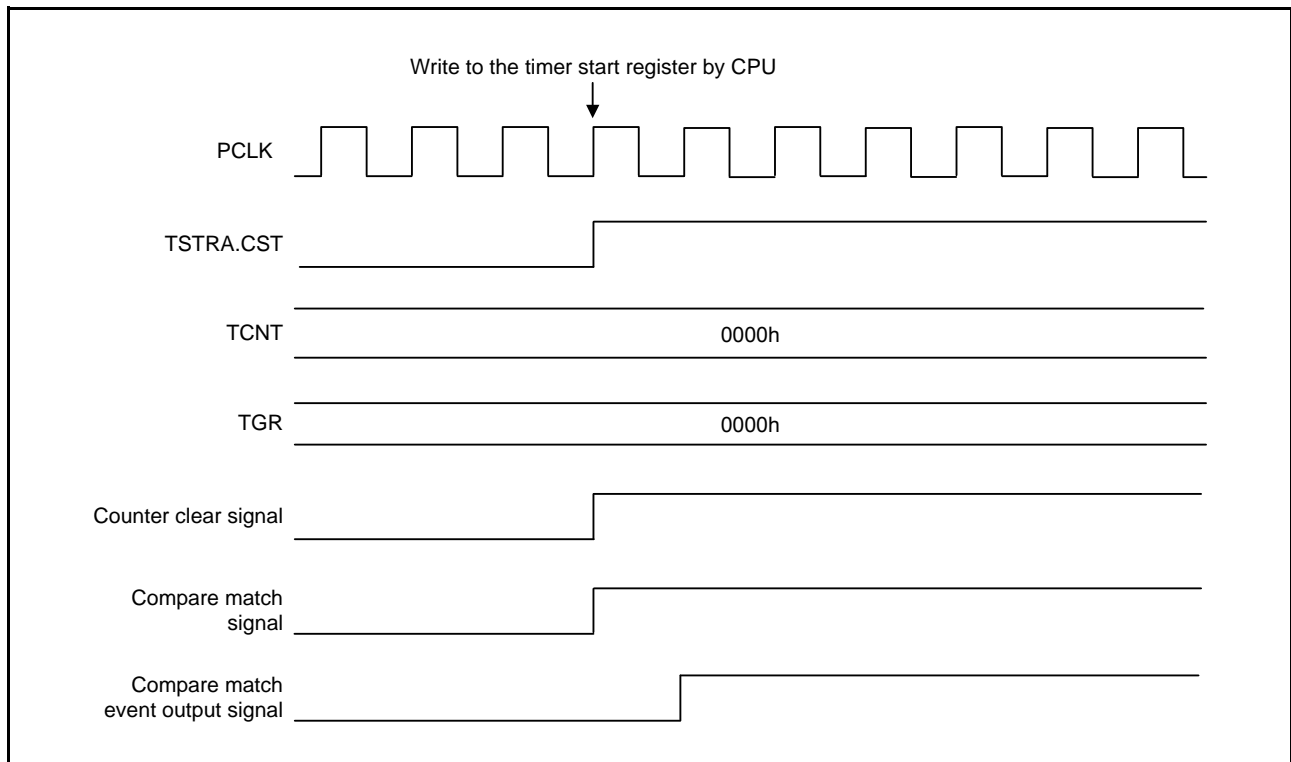 Write to the timer start register by CPU
PCLK
TSTRA.CST
TCNT
0000h
TGR
0000h
Counter clear signal
Compare match
signal
Compare match
event output signal